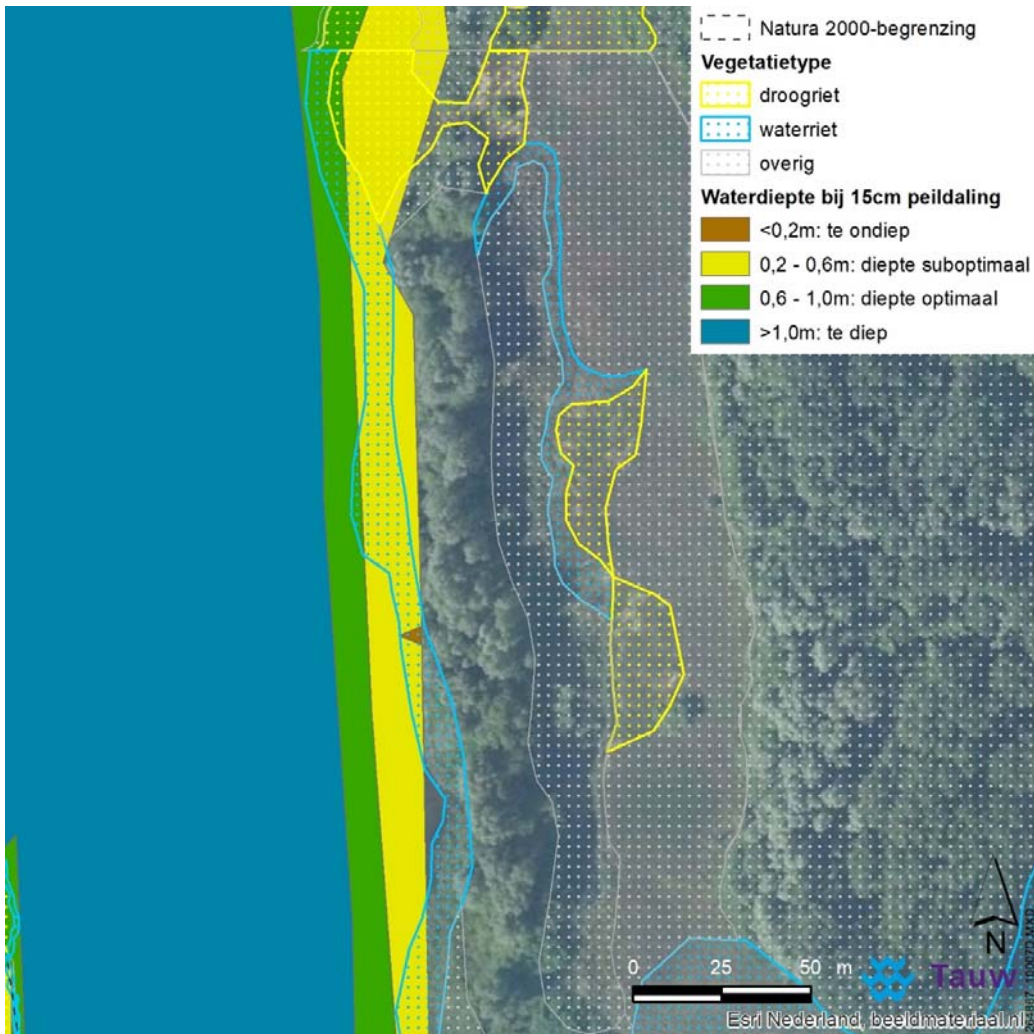 Natura 2000-begrenzing
Vegetatietype
droogriet
waterriet
overig
Waterdiepte bij 15cm peildaling
<0,2m: te ondiep
0,2 - 0,6m: diepte suboptimaal
0,6 - 1,0m: diepte optimaal
>1,0m: te diep
N
0 25 50 m
Tauw
Esri Nederland, beeldmateriaal.nl